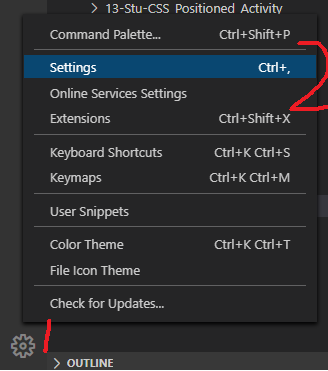 13-Stu-CSS Positioned Activity
Command Palette... Ctrl+Shift+P
Settings Ctrl+,
Online Services Settings
Extensions Ctrl+Shift+X
Keyboard Shortcuts Ctrl+K Ctrl+S
Keymaps Ctrl+K Ctrl+M
User Snippets
Color Theme Ctrl+K Ctrl+T
File Icon Theme
Check for Updates...
OUTLINE
1
2